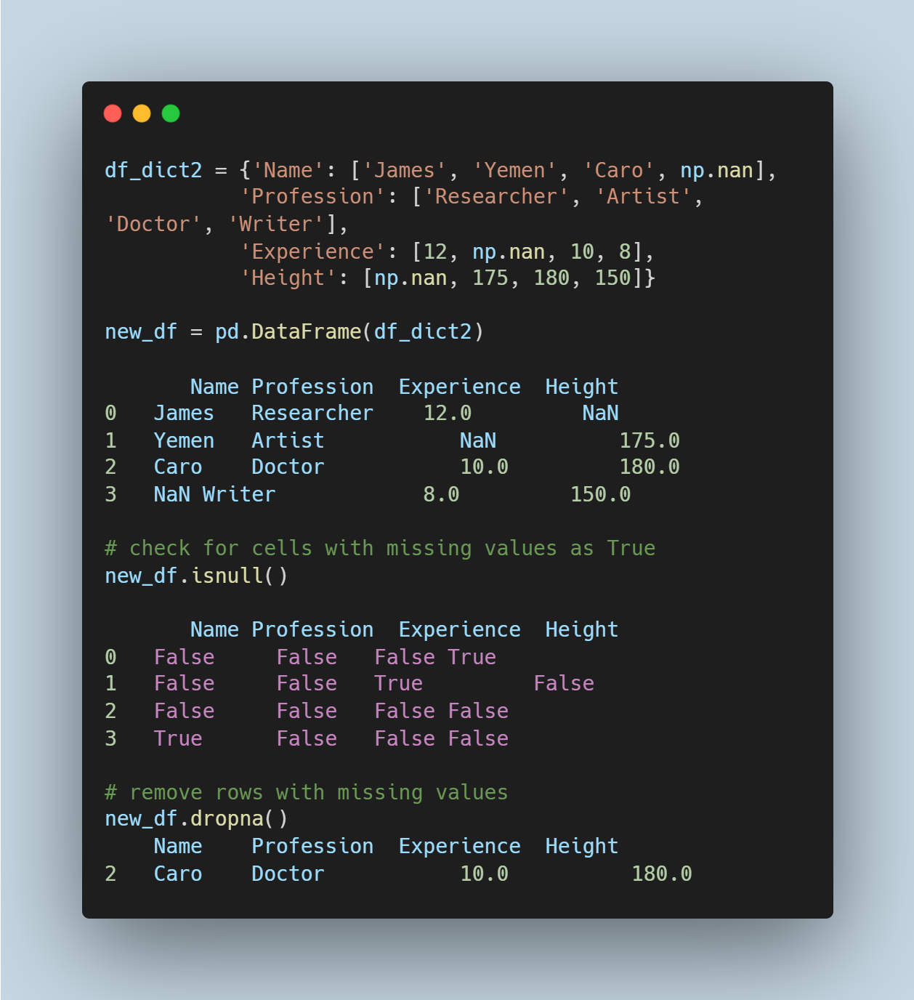 df_dict2 = {'Name': ['James', 'Yemen', 'Caro', np.nan],
           'Profession': ['Researcher', 'Artist',
'Doctor', 'Writer'],
           'Experience': [12, np.nan, 10, 8],
           'Height': [np.nan, 175, 180, 150]}

new_df = pd.DataFrame(df_dict2)

       Name Profession  Experience  Height
0   James   Researcher    12.0         NaN
1   Yemen   Artist           NaN          175.0
2   Caro    Doctor           10.0         180.0
3   NaN Writer            8.0         150.0

# check for cells with missing values as True
new_df.isnull()

       Name Profession  Experience  Height
0   False     False   False True
1   False     False   True         False
2   False     False   False False
3   True      False   False False

# remove rows with missing values
new_df.dropna()
    Name    Profession  Experience  Height
2   Caro    Doctor           10.0          180.0